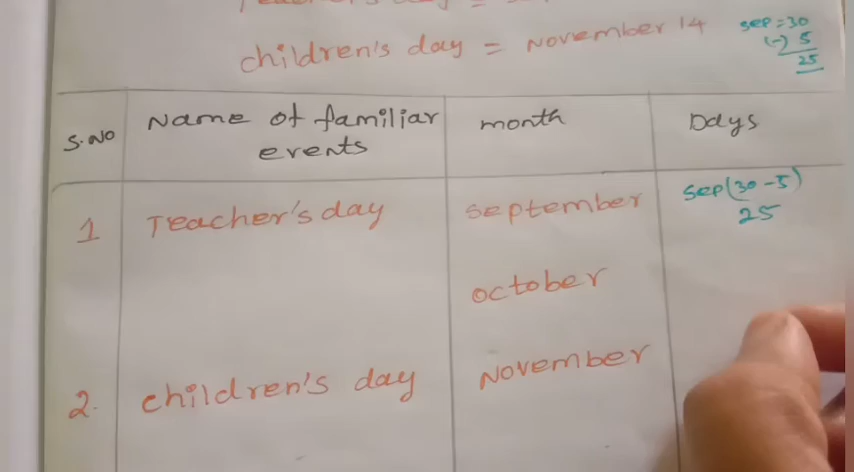 children's day = November 14
sep = 30
(-) 5
25
S.NO Name of familiar events month Days
1 Teacher's day September Sep(30-5)
25
October
2. children's day November